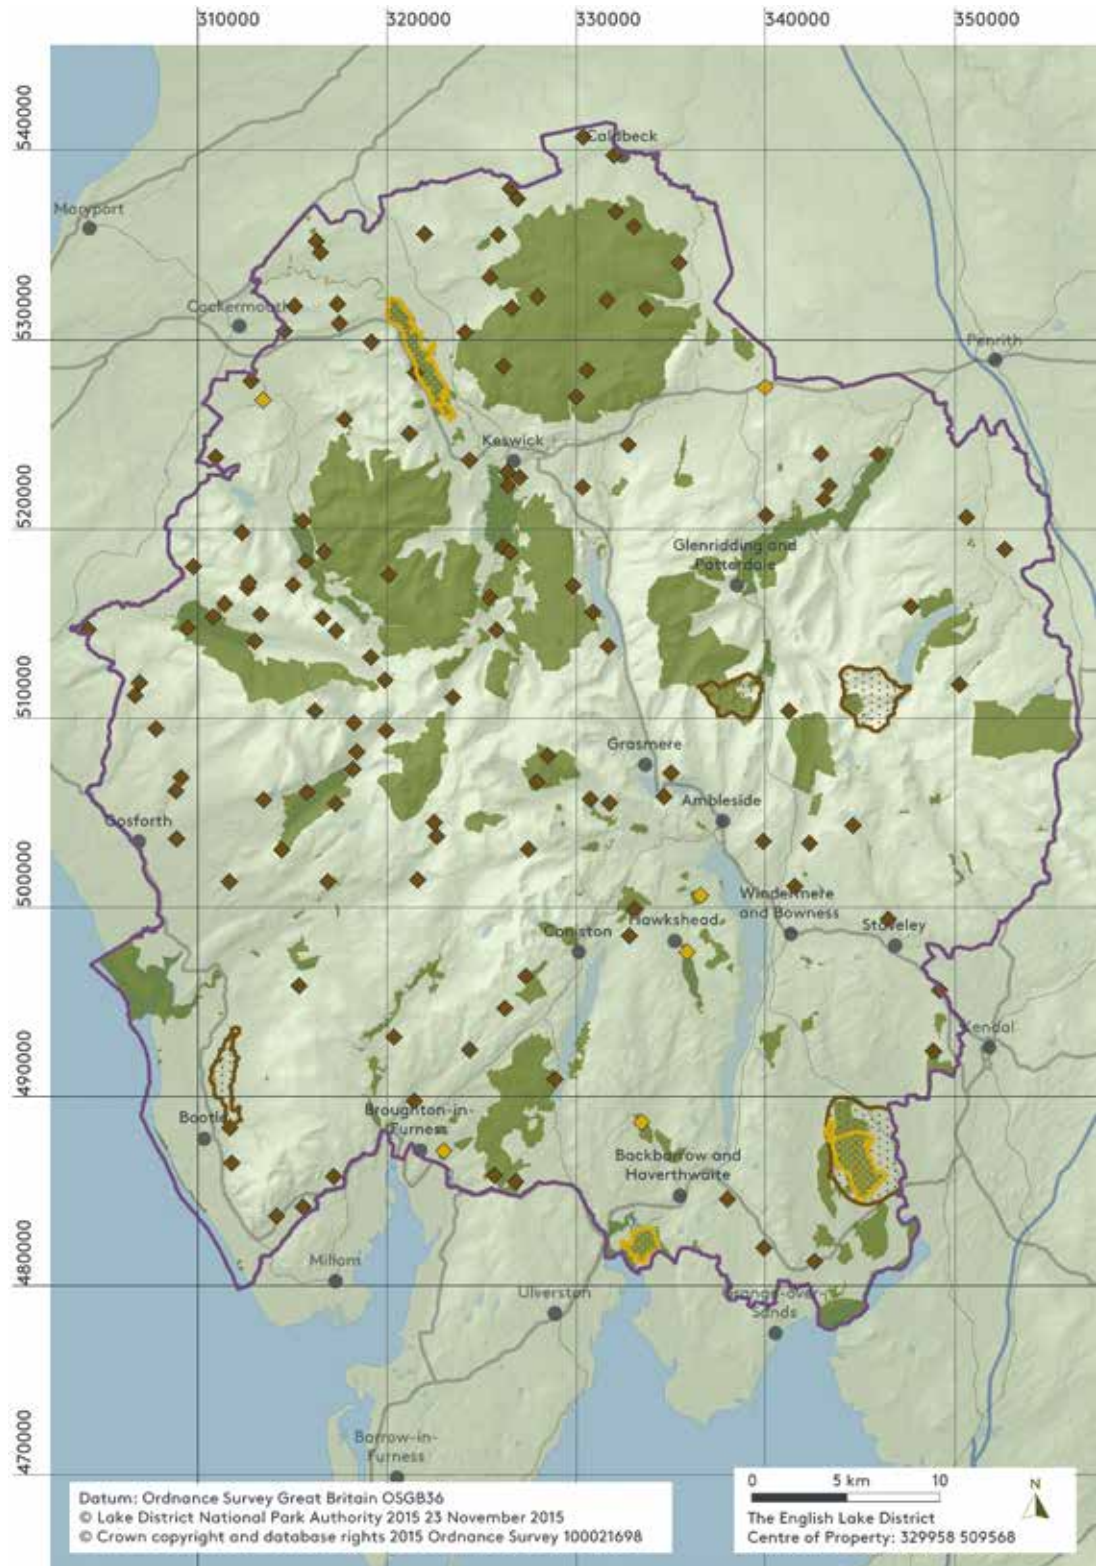 310000
320000
330000
340000
350000
540000
Caldbeck
Maryport
Cockermouth
530000
Penrith
Keswick
520000
Glenridding and
Patterdale
510000
Grasmere
Ambleside
Gosforth
500000
Windermere
and Bowness
Hawkshead
Coniston
Staveley
Kendal
490000
Bootle
Broughton-in-
Furness
Backbarrow and
Haverthwaite
480000
Millom
Ulverston
Grange-over-
Sands
470000
Barrow-in-
Furness
Datum: Ordnance Survey Great Britain OSGB36
© Lake District National Park Authority 2015 23 November 2015
© Crown copyright and database rights 2015 Ordnance Survey 100021698
0 5 km 10
N
The English Lake District
Centre of Property: 329958 509568